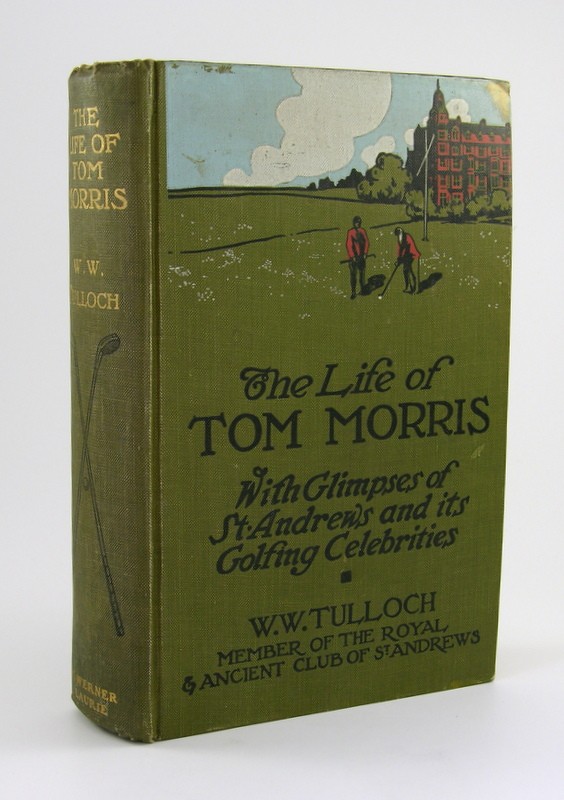 THE
LIFE OF
TOM
MORRIS
W. W.
TULLOCH
WERNER
LAURIE
The Life of
TOM MORRIS
With Glimpses of
St. Andrews and its
Golfing Celebrities
W.W. TULLOCH
MEMBER OF THE ROYAL
& ANCIENT CLUB OF ST ANDREWS